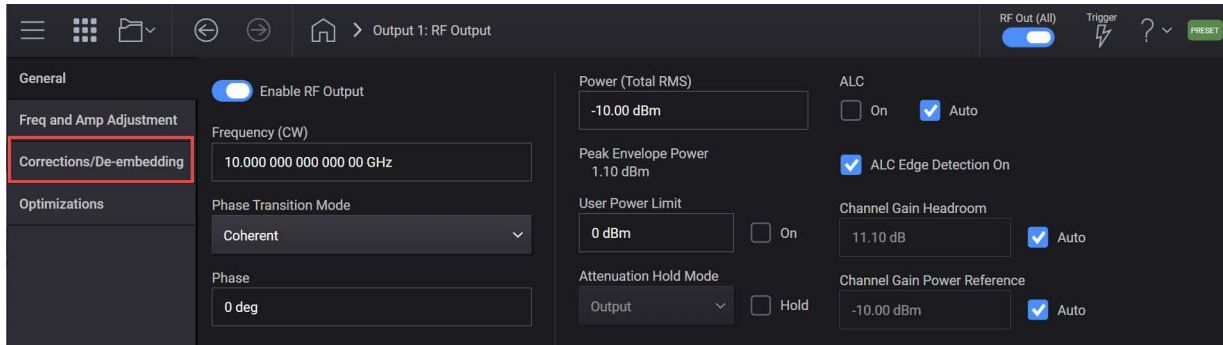 Output 1: RF Output
RF Out (All)
Trigger
PRESET
General
Freq and Amp Adjustment
Corrections/De-embedding
Optimizations
Enable RF Output
Frequency (CW)
10.000 000 000 000 00 GHz
Phase Transition Mode
Coherent
Phase
0 deg
Power (Total RMS)
-10.00 dBm
Peak Envelope Power
1.10 dBm
User Power Limit
0 dBm
On
Attenuation Hold Mode
Output
Hold
ALC
On
Auto
ALC Edge Detection On
Channel Gain Headroom
11.10 dB
Auto
Channel Gain Power Reference
-10.00 dBm
Auto